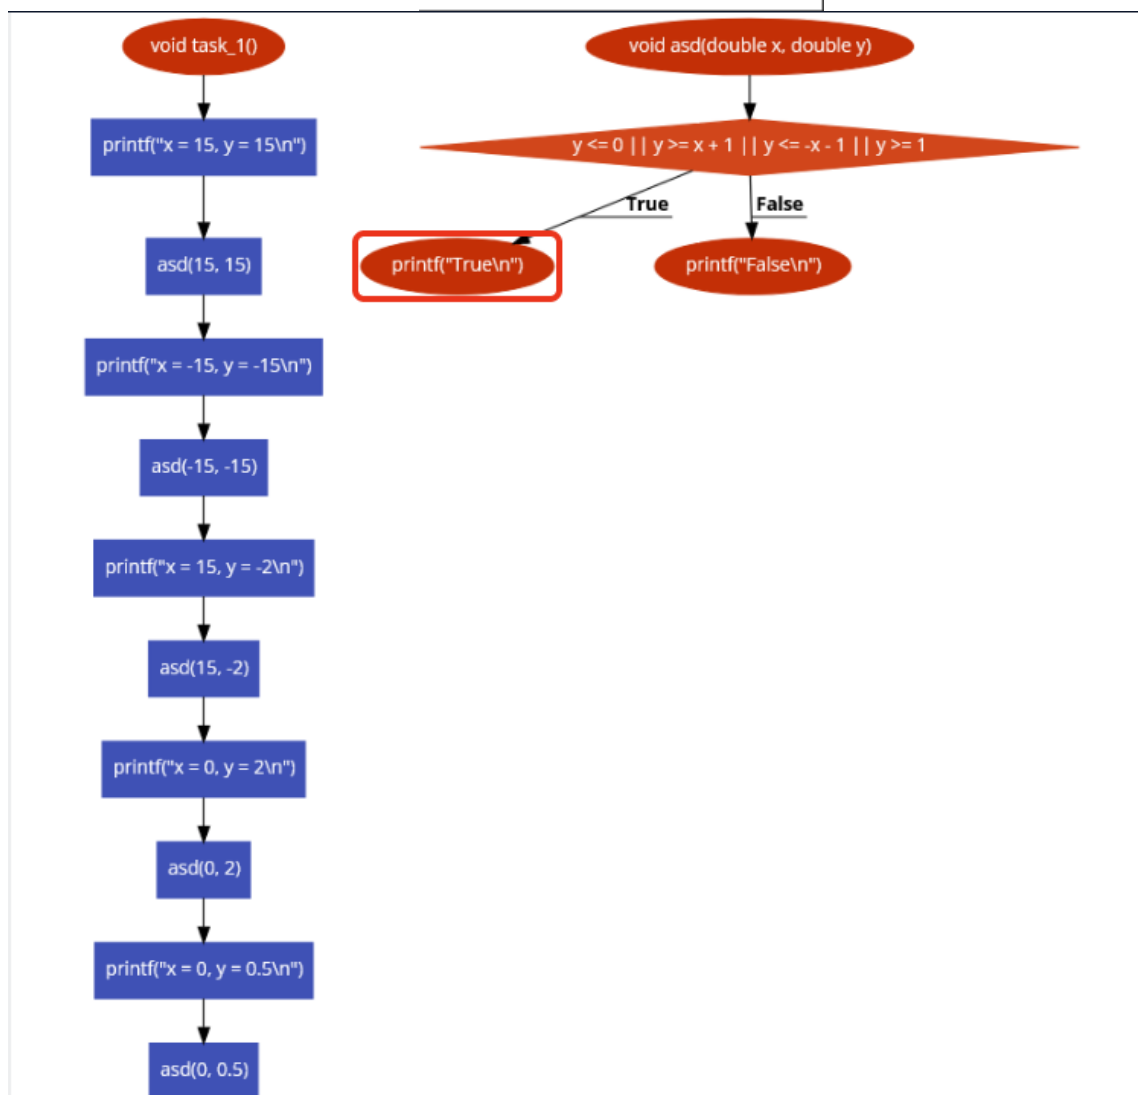 void task_1()
printf("x = 15, y = 15\n")
asd(15, 15)
printf("x = -15, y = -15\n")
asd(-15, -15)
printf("x = 15, y = -2\n")
asd(15, -2)
printf("x = 0, y = 2\n")
asd(0, 2)
printf("x = 0, y = 0.5\n")
asd(0, 0.5)
void asd(double x, double y)
y <= 0 || y >= x + 1 || y <= -x - 1 || y >= 1
True
False
printf("True\n")
printf("False\n")